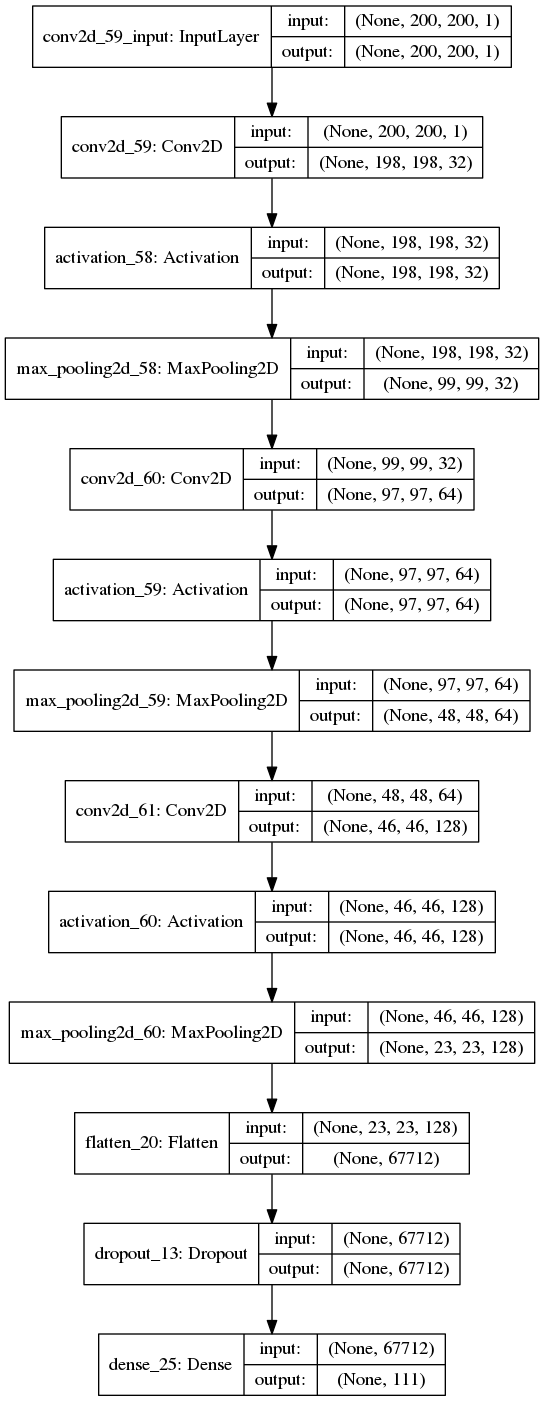 conv2d_59_input: InputLayer
input: (None, 200, 200, 1)
output: (None, 200, 200, 1)
conv2d_59: Conv2D
input: (None, 200, 200, 1)
output: (None, 198, 198, 32)
activation_58: Activation
input: (None, 198, 198, 32)
output: (None, 198, 198, 32)
max_pooling2d_58: MaxPooling2D
input: (None, 198, 198, 32)
output: (None, 99, 99, 32)
conv2d_60: Conv2D
input: (None, 99, 99, 32)
output: (None, 97, 97, 64)
activation_59: Activation
input: (None, 97, 97, 64)
output: (None, 97, 97, 64)
max_pooling2d_59: MaxPooling2D
input: (None, 97, 97, 64)
output: (None, 48, 48, 64)
conv2d_61: Conv2D
input: (None, 48, 48, 64)
output: (None, 46, 46, 128)
activation_60: Activation
input: (None, 46, 46, 128)
output: (None, 46, 46, 128)
max_pooling2d_60: MaxPooling2D
input: (None, 46, 46, 128)
output: (None, 23, 23, 128)
flatten_20: Flatten
input: (None, 23, 23, 128)
output: (None, 67712)
dropout_13: Dropout
input: (None, 67712)
output: (None, 67712)
dense_25: Dense
input: (None, 67712)
output: (None, 111)